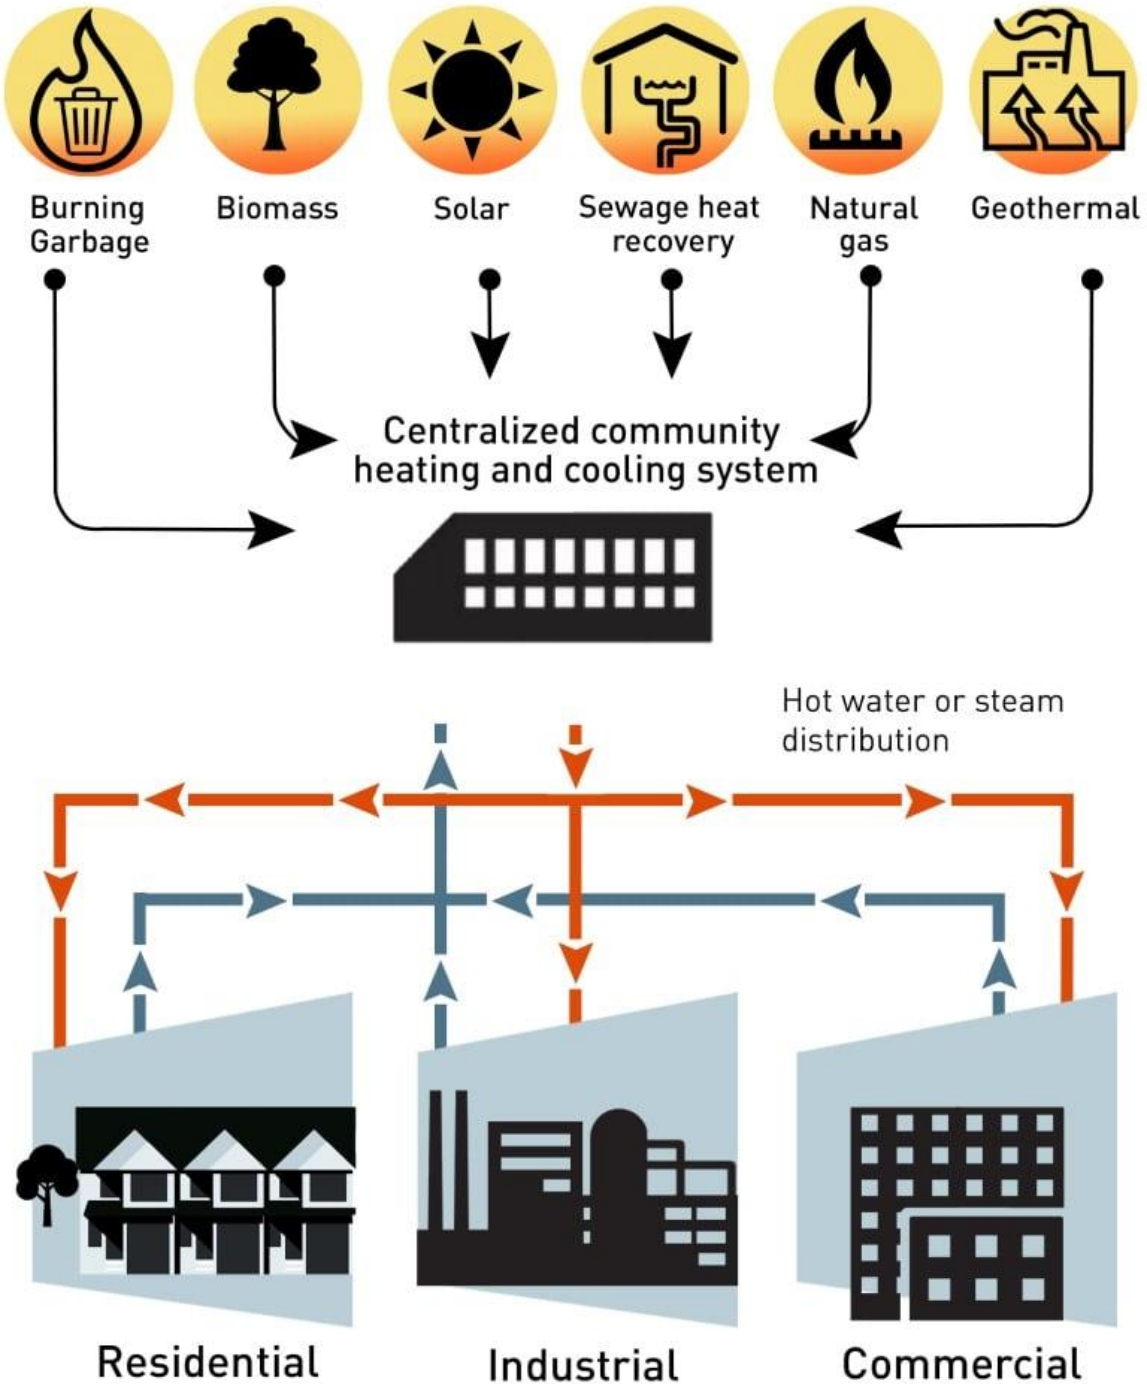 Burning
Garbage
Biomass
Solar
Sewage heat
recovery
Natural
gas
Geothermal
Centralized community
heating and cooling system
Hot water or steam
distribution
Residential
Industrial
Commercial